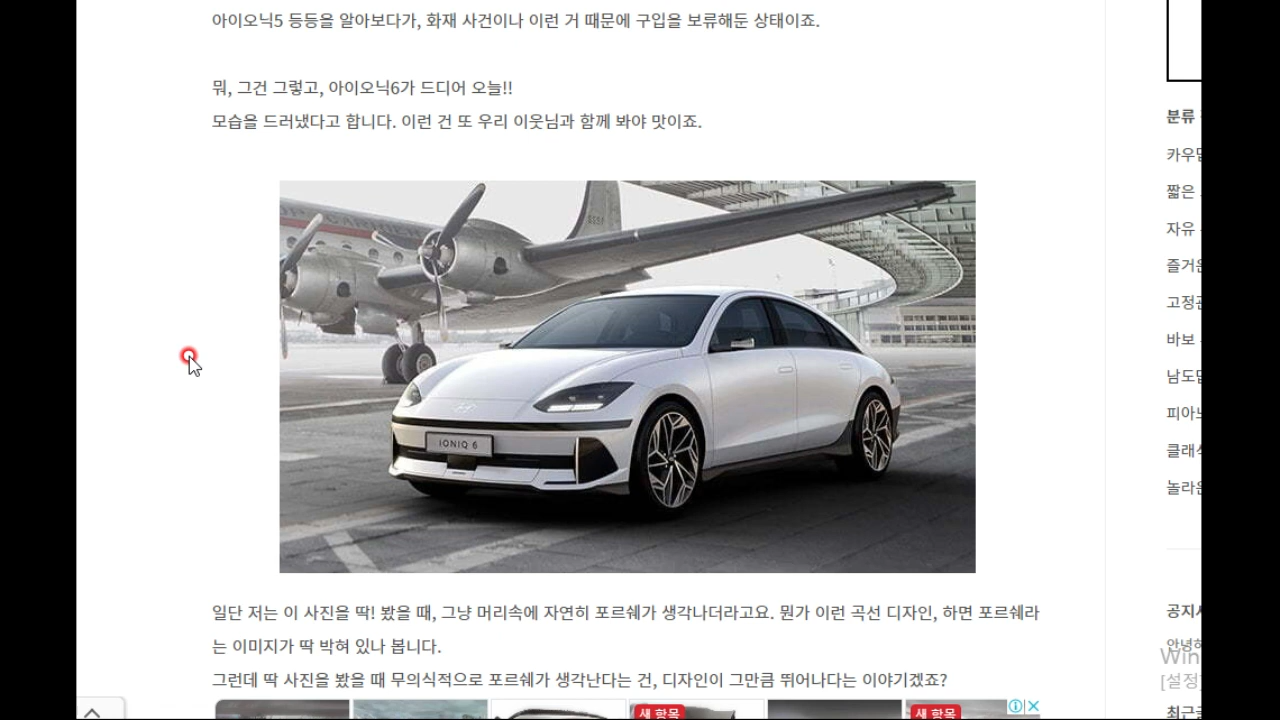 아이오닉5 등등을 알아보다가, 화재 사건이나 이런 거 때문에 구입을 보류해둔 상태이죠.
뭐, 그건 그렇고, 아이오닉6가 드디어 오늘!!
모습을 드러냈다고 합니다. 이런 건 또 우리 이웃님과 함께 봐야 맛이죠.
IONIQ 6
일단 저는 이 사진을 딱! 봤을 때, 그냥 머리속에 자연히 포르쉐가 생각나더라고요. 뭔가 이런 곡선 디자인, 하면 포르쉐라
는 이미지가 딱 박혀 있나 봅니다.
그런데 딱 사진을 봤을 때 무의식적으로 포르쉐가 생각난다는 건, 디자인이 그만큼 뛰어나다는 이야기겠죠?
새 항목
새 항목
분류
카우
짧은
자유
즐거운
고정관
바보
남도
피아노
클래식
놀라운
공지사
안녕하
Win
[설정]
최근글